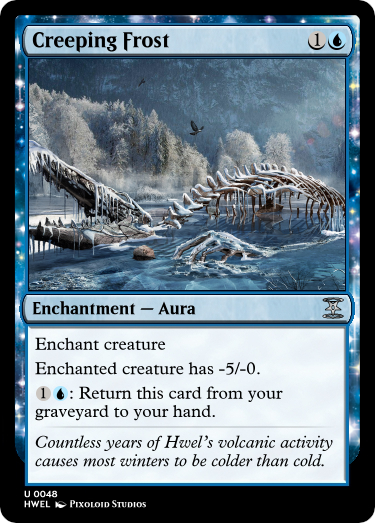 Creeping Frost 1
Enchantment — Aura
Enchant creature
Enchanted creature has -5/-0.
1: Return this card from your
graveyard to your hand.
Countless years of Hwel's volcanic activity
causes most winters to be colder than cold.
U 0048
HWEL Pixoloid Studios